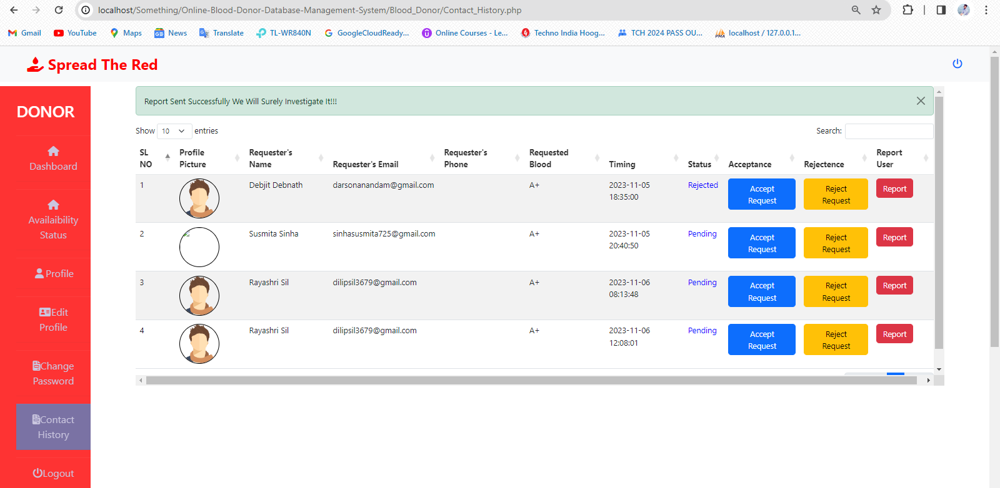 localhost/Something/Online-Blood-Donor-Database-Management-System/Blood_Donor/Contact_History.php
Gmail YouTube Maps News Translate TL-WR840N GoogleCloudReady... Online Courses - Le... Techno India Hoog... TCH 2024 PASS OU... PMA localhost / 127.0.0.1...
Spread The Red
DONOR
Dashboard
Availaibility
Status
Profile
Edit
Profile
Change
Password
Contact
History
Logout
Report Sent Successfully We Will Surely Investigate It!!!
Show 10 entries Search:
SL NO Profile Picture Requester's Name Requester's Email Requester's Phone Requested Blood Timing Status Acceptance Rejectence Report User
1 Debjit Debnath darsonanandam@gmail.com A+ 2023-11-05 18:35:00 Rejected Accept Request Reject Request Report
2 Susmita Sinha sinhasusmita725@gmail.com A+ 2023-11-05 20:40:50 Pending Accept Request Reject Request Report
3 Rayashri Sil dilipsil3679@gmail.com A+ 2023-11-06 08:13:48 Pending Accept Request Reject Request Report
4 Rayashri Sil dilipsil3679@gmail.com A+ 2023-11-06 12:08:01 Pending Accept Request Reject Request Report